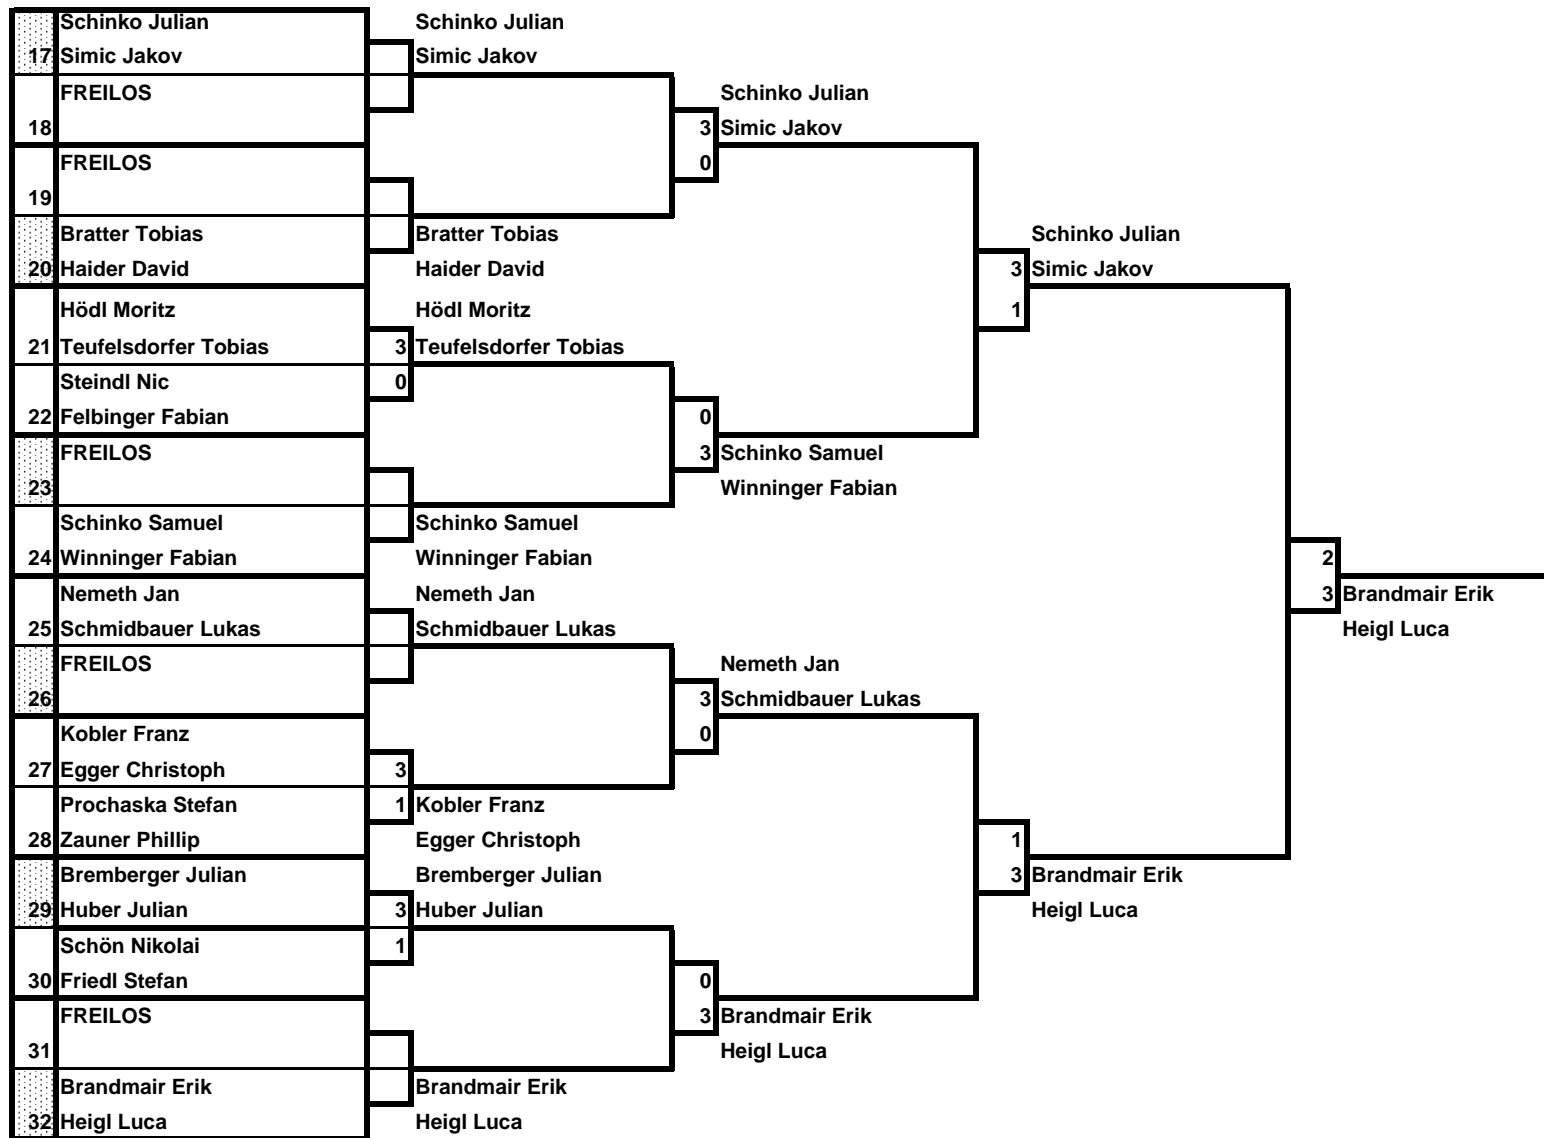 Schinko Julian Schinko Julian
17 Simic Jakov Simic Jakov
FREILOS Schinko Julian
18 3 Simic Jakov
FREILOS 0
19
Bratter Tobias Bratter Tobias Schinko Julian
20 Haider David Haider David 3 Simic Jakov
Hödl Moritz Hödl Moritz 1
21 Teufelsdorfer Tobias 3 Teufelsdorfer Tobias
Steindl Nic 0
22 Felbinger Fabian 0
FREILOS 3 Schinko Samuel
23 Winninger Fabian
Schinko Samuel Schinko Samuel
24 Winninger Fabian Winninger Fabian 2
Nemeth Jan Nemeth Jan 3 Brandmair Erik
25 Schmidbauer Lukas Schmidbauer Lukas Heigl Luca
FREILOS Nemeth Jan
26 3 Schmidbauer Lukas
Kobler Franz 0
27 Egger Christoph 3
Prochaska Stefan 1 Kobler Franz
28 Zauner Phillip Egger Christoph 1
Bremberger Julian Bremberger Julian 3 Brandmair Erik
29 Huber Julian 3 Huber Julian Heigl Luca
Schön Nikolai 1
30 Friedl Stefan 0
FREILOS 3 Brandmair Erik
31 Heigl Luca
Brandmair Erik Brandmair Erik
32 Heigl Luca Heigl Luca